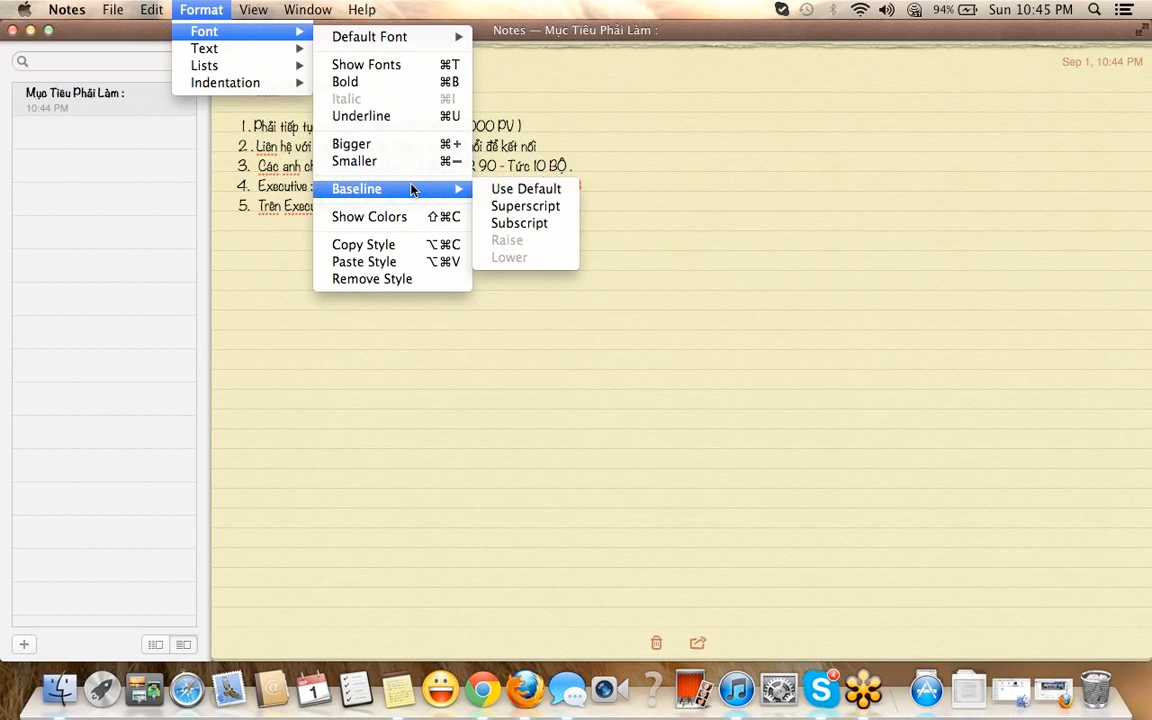 Notes File Edit Format View Window Help 94% Sun 10:45 PM
Notes — Mục Tiêu Phải Làm :
Font
Text
Lists
Indentation
Default Font
Show Fonts ⌘T
Bold ⌘B
Italic ⌘I
Underline ⌘U
Bigger ⌘+
Smaller ⌘−
Baseline
Show Colors ⇧⌘C
Copy Style ⌥⌘C
Paste Style ⌥⌘V
Remove Style
Use Default
Superscript
Subscript
Raise
Lower
Mục Tiêu Phải Làm :
10:44 PM
Sep 1, 10:44 PM
1. Phải tiếp 000 PV )
2. Liên hệ với để kết nối
3. Các anh 90 - Tức 10 BỘ .
4. Executive :
5. Trên
SEP
1
4